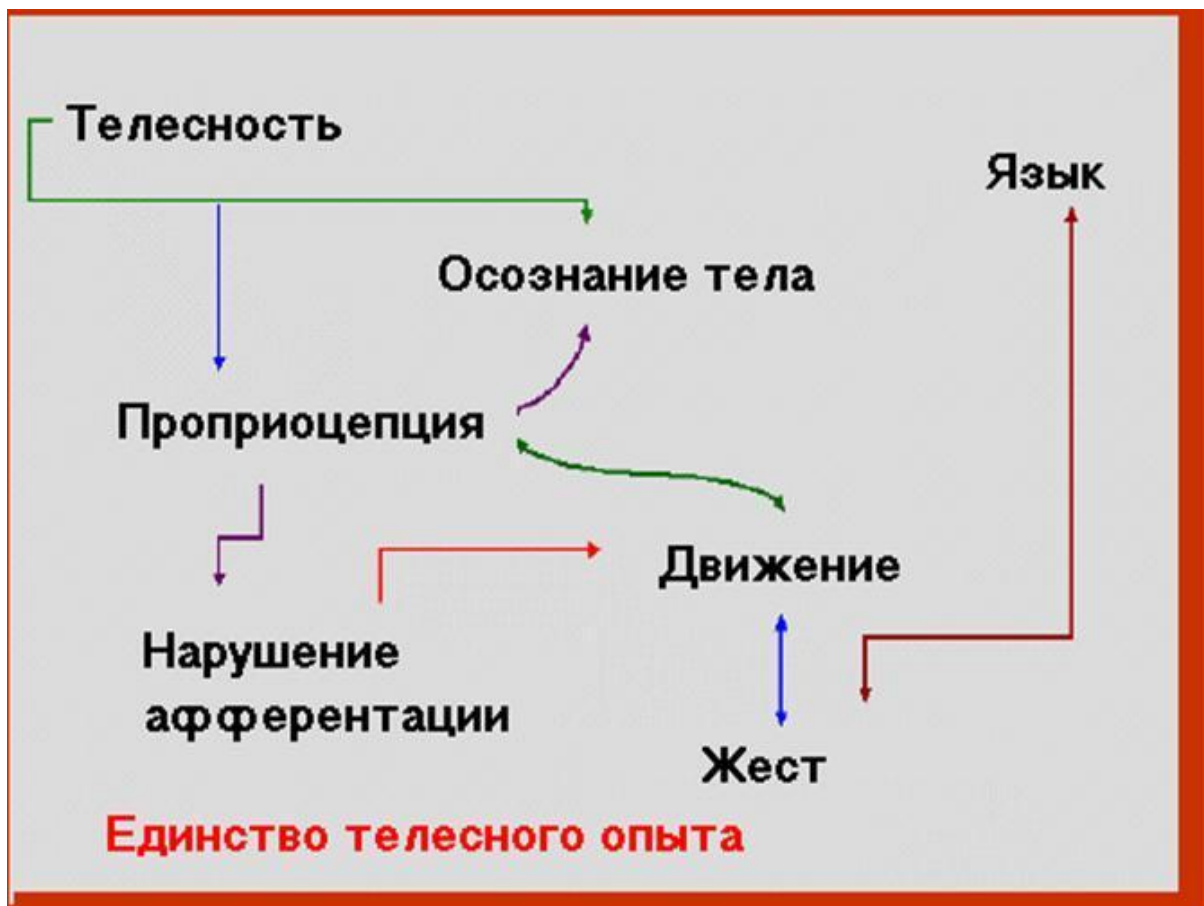 Телесность
Язык
Осознание тела
Проприоцепция
Движение
Нарушение
афферентации
Жест
Единство телесного опыта